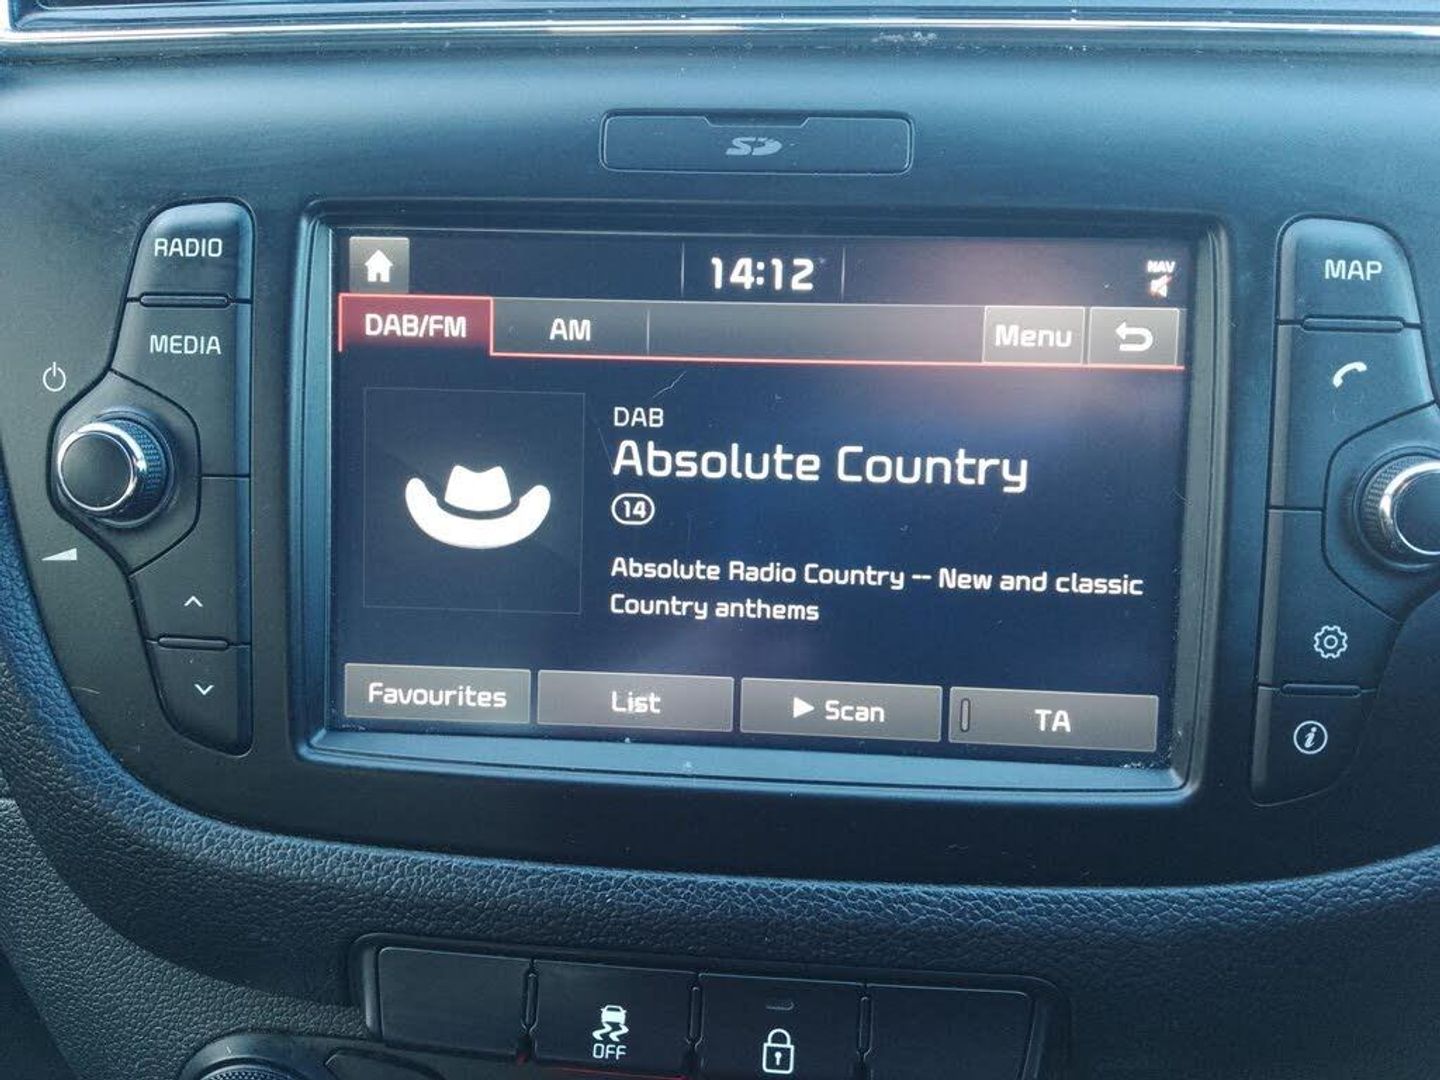 SD
RADIO
MEDIA
14:12
NAV
DAB/FM
AM
Menu
DAB
Absolute Country
14
Absolute Radio Country -- New and classic
Country anthems
Favourites
List
Scan
TA
MAP
i
OFF